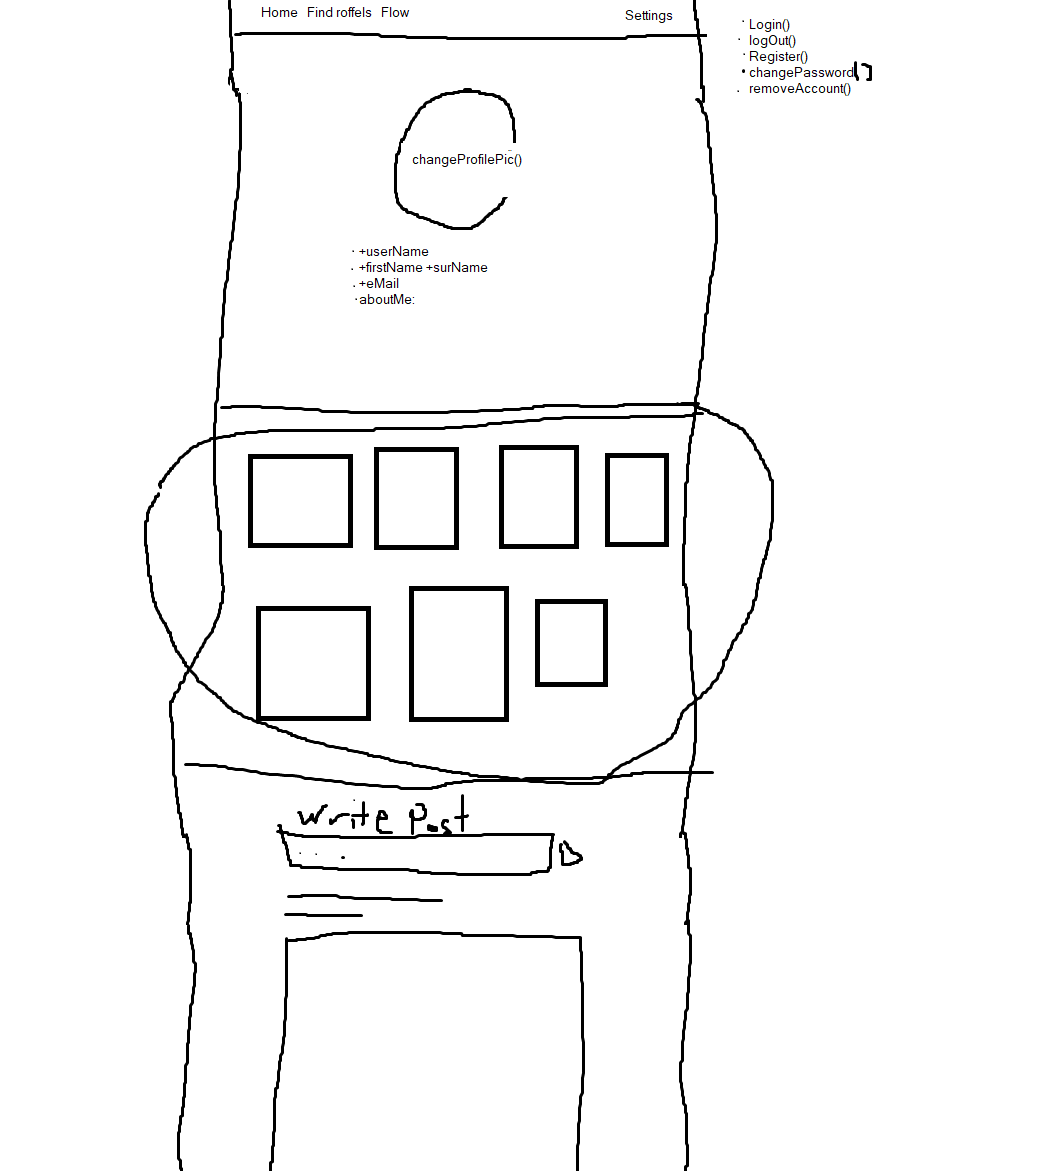 Home Find roffels Flow Settings
· Login()
· logOut()
· Register()
• changePassword()
. removeAccount()
changeProfilePic()
· +userName
. +firstName +surName
. +eMail
· aboutMe:
Write Post
. . .